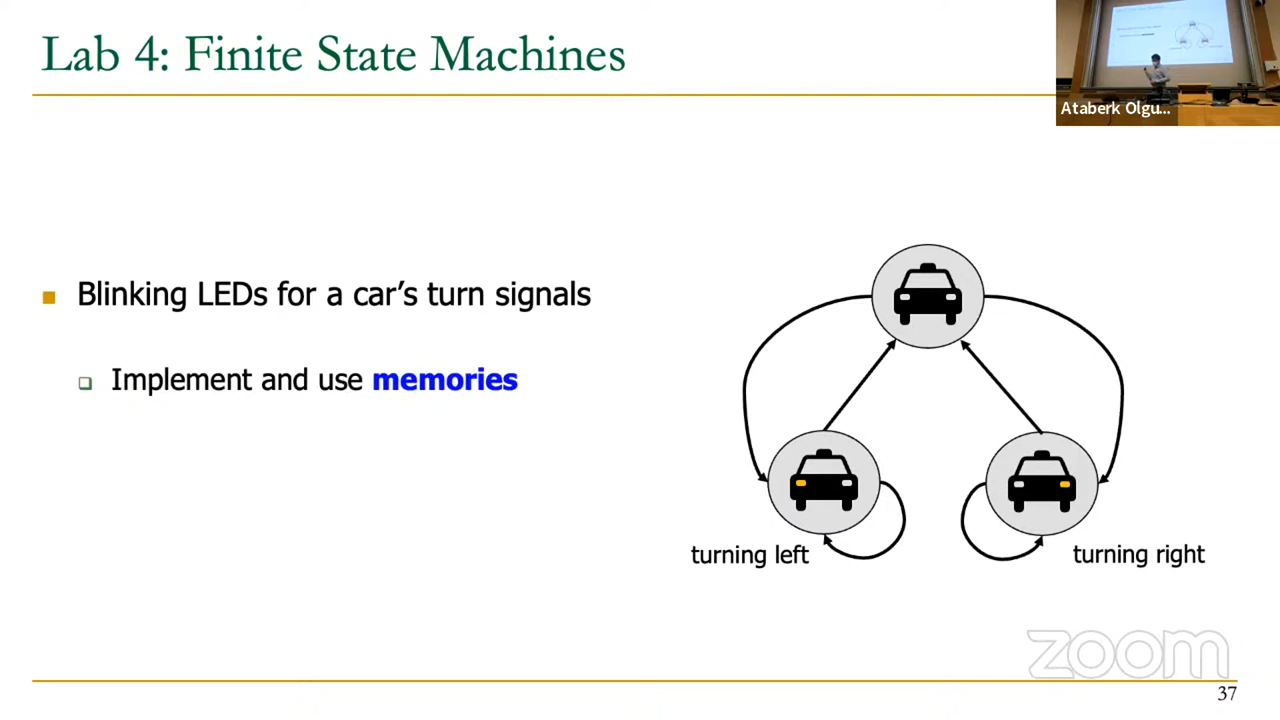 Lab 4: Finite State Machines
Ataberk Olgu...
Blinking LEDs for a car’s turn signals
Implement and use memories
turning left
turning right
zoom
37